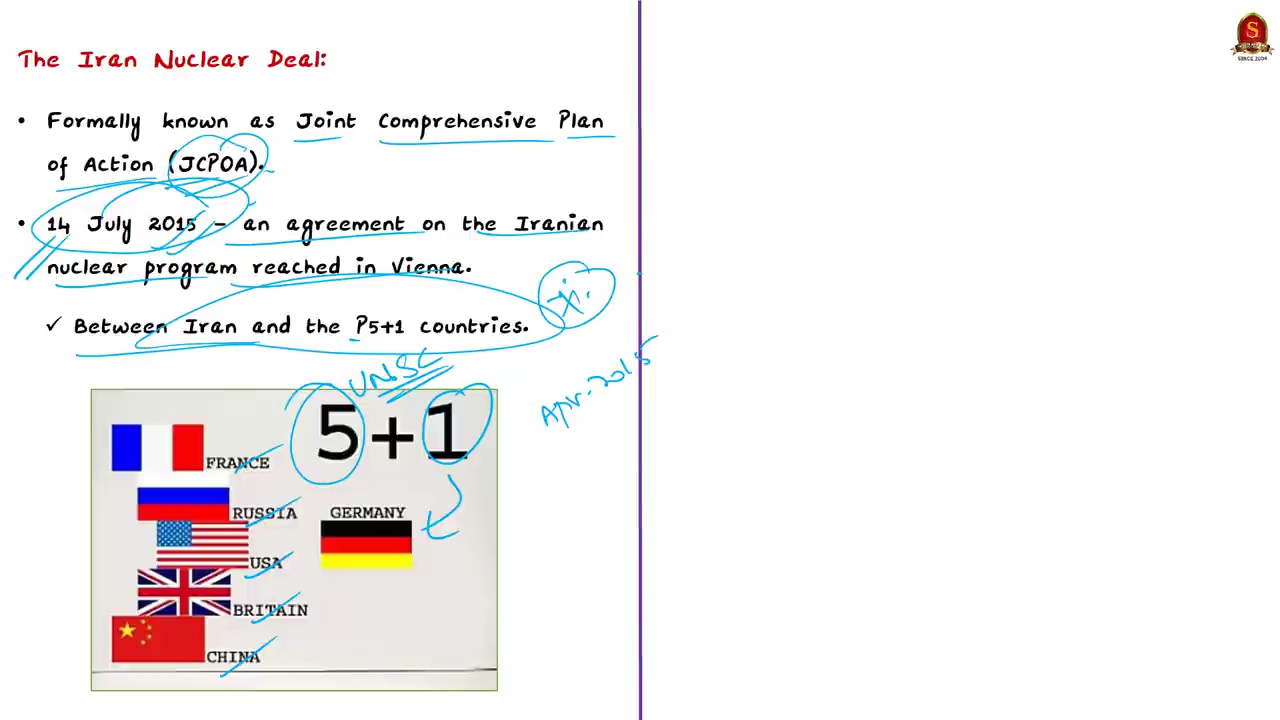 The Iran Nuclear Deal:
• Formally known as Joint Comprehensive Plan
of Action (JCPOA).
• 14 July 2015 - an agreement on the Iranian
nuclear program reached in Vienna.
✓ Between Iran and the P5+1 countries.
UNSC
Apr-2015
5+1
FRANCE
RUSSIA
GERMANY
USA
BRITAIN
CHINA
S
SINCE 2004